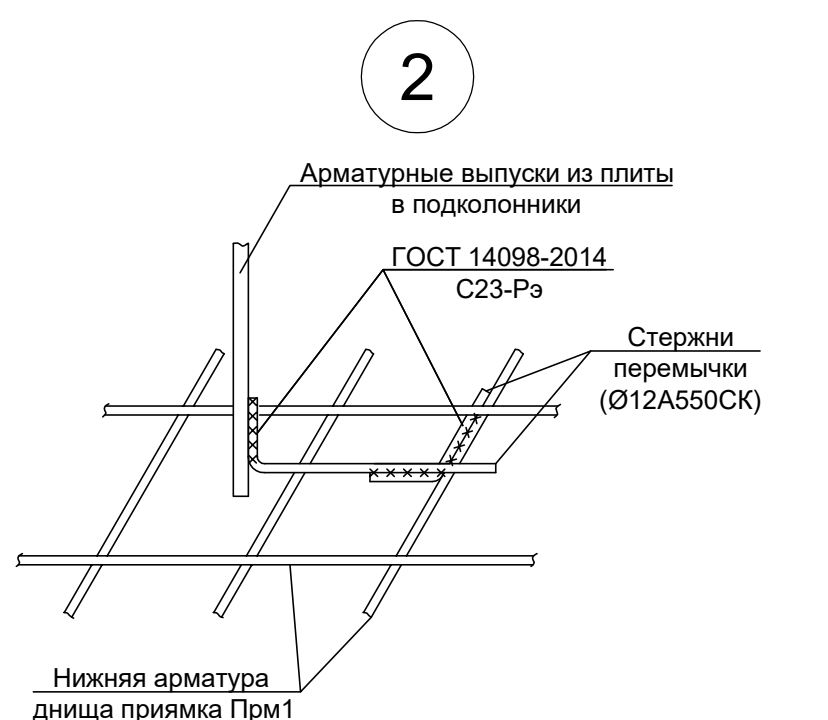 2
Арматурные выпуски из плиты
в подколонники
ГОСТ 14098-2014
С23-Рэ
Стержни
перемычки
(Ø12А550СК)
Нижняя арматура
днища приямка Прм1